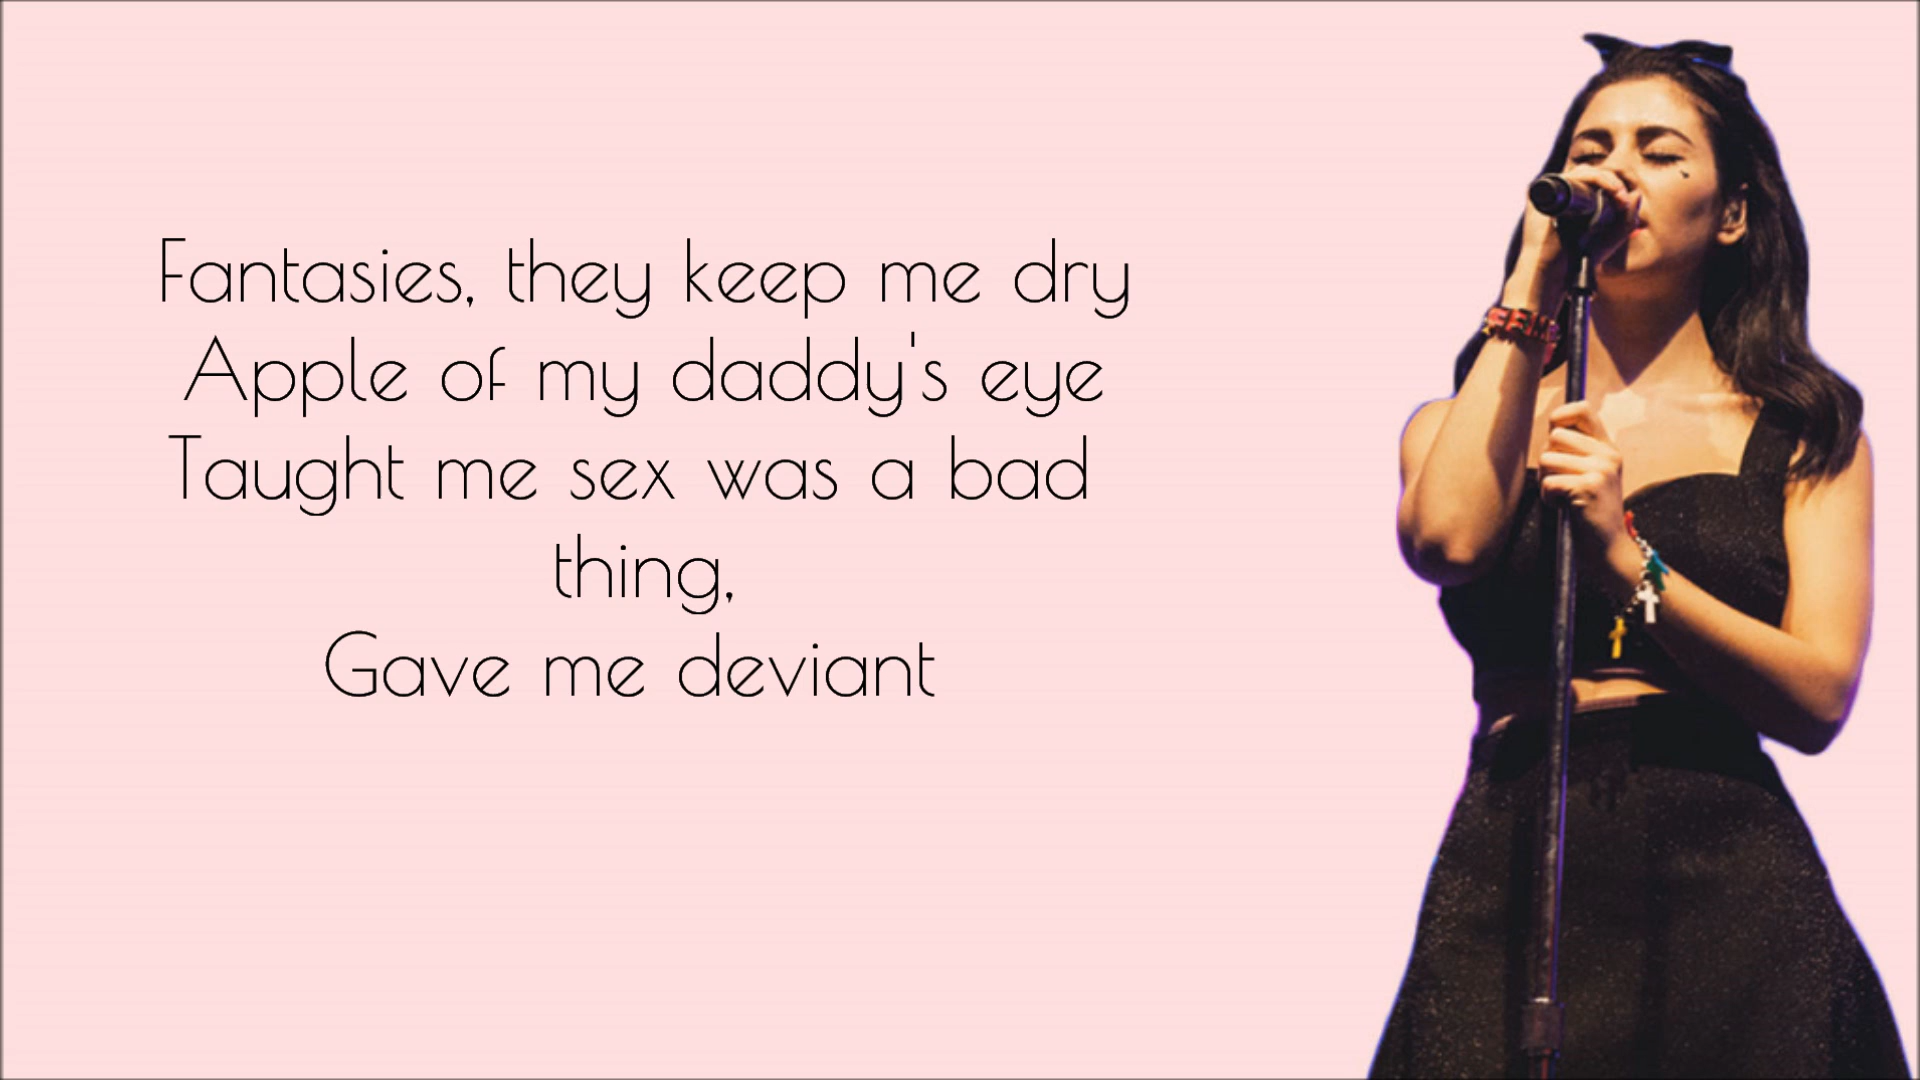 Fantasies, they keep me dry
Apple of my daddy's eye
Taught me sex was a bad
thing,
Gave me deviant